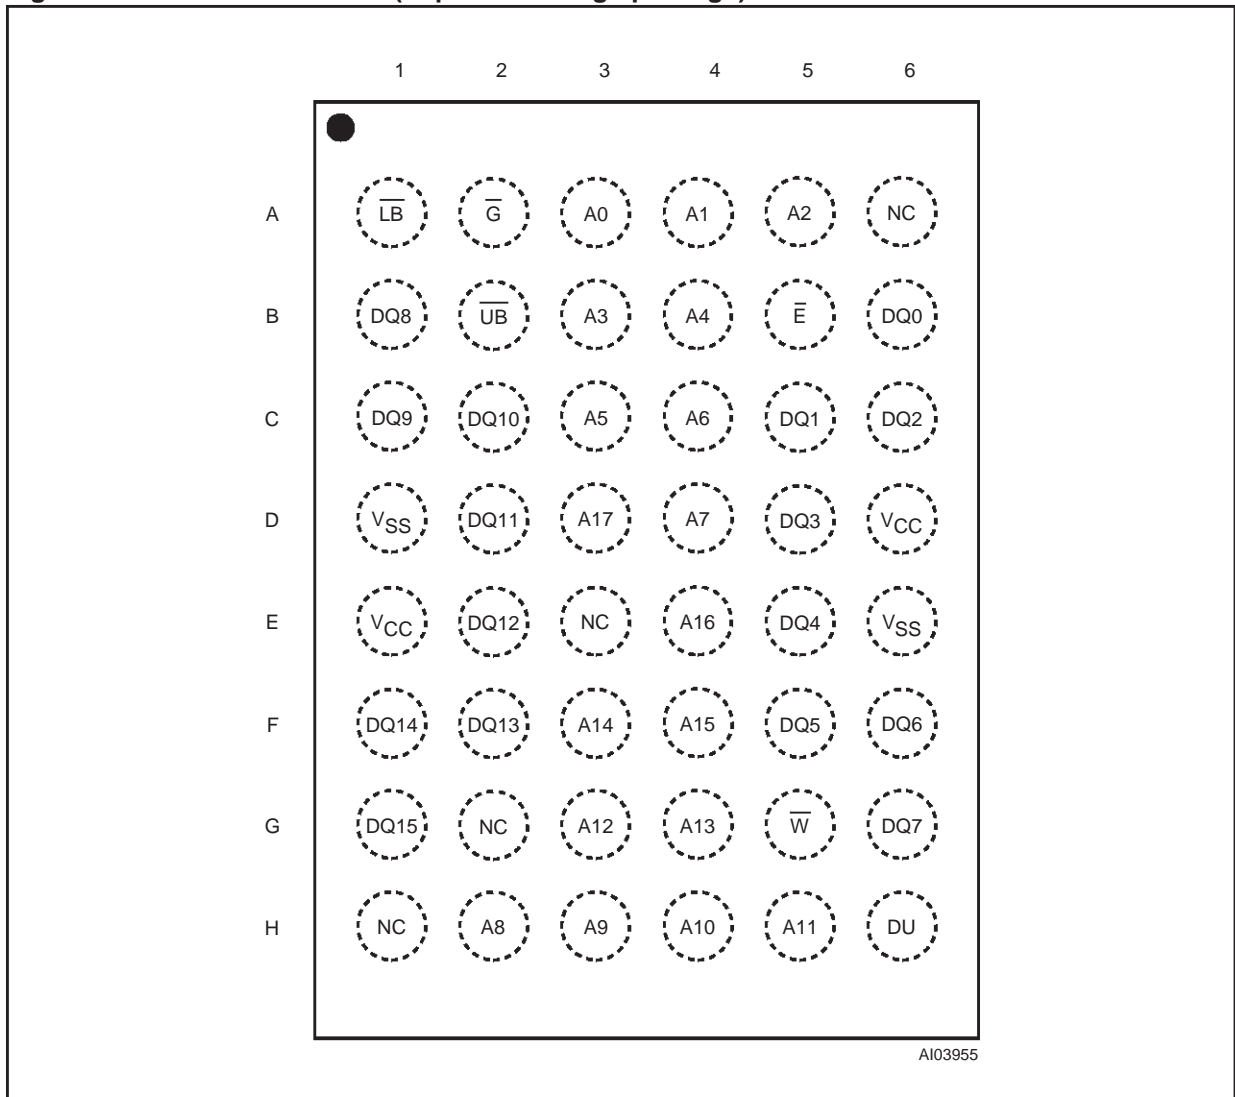 1 2 3 4 5 6
A L̅B̅ G̅ A0 A1 A2 NC
B DQ8 U̅B̅ A3 A4 E̅ DQ0
C DQ9 DQ10 A5 A6 DQ1 DQ2
D VSS DQ11 A17 A7 DQ3 VCC
E VCC DQ12 NC A16 DQ4 VSS
F DQ14 DQ13 A14 A15 DQ5 DQ6
G DQ15 NC A12 A13 W̅ DQ7
H NC A8 A9 A10 A11 DU
AI03955